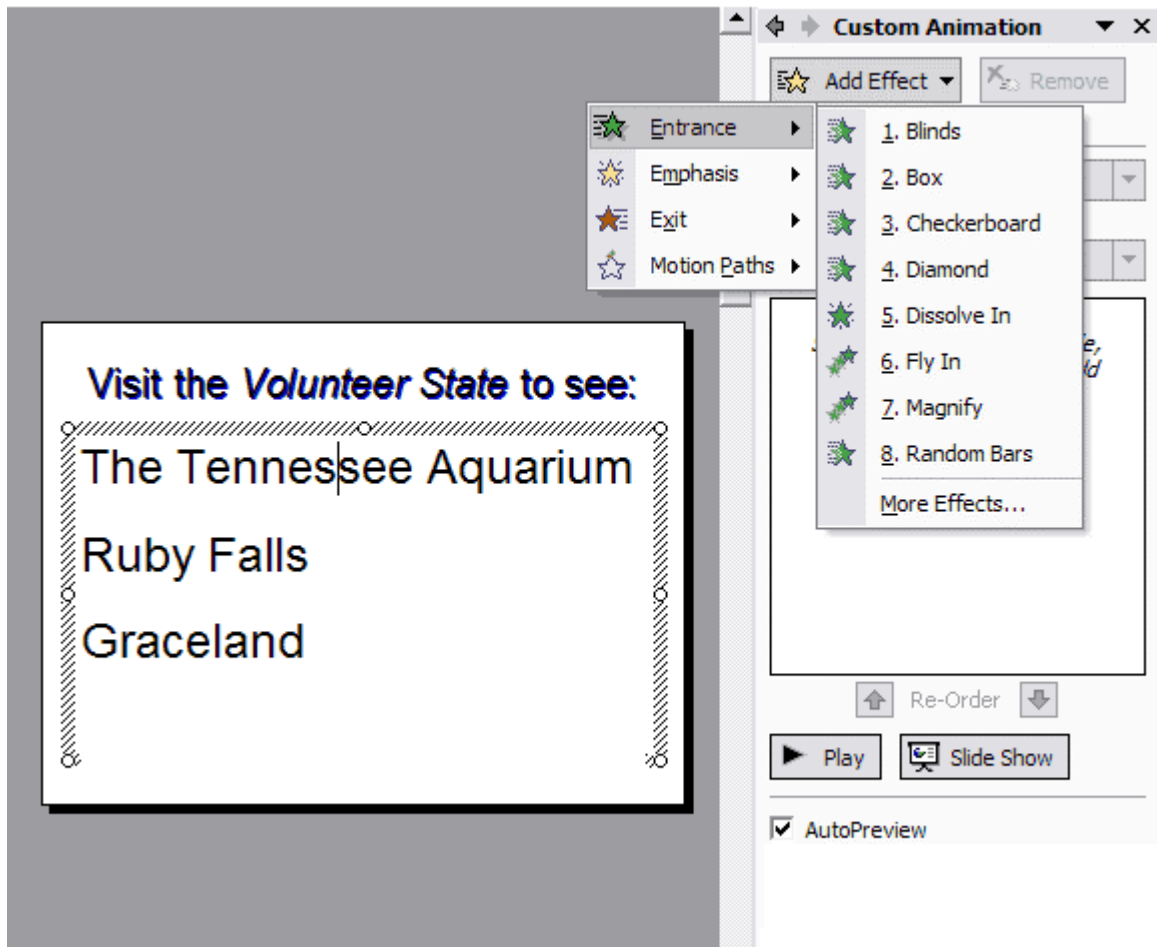 Custom Animation
Add Effect
Remove
Entrance
Emphasis
Exit
Motion Paths
1. Blinds
2. Box
3. Checkerboard
4. Diamond
5. Dissolve In
6. Fly In
7. Magnify
8. Random Bars
More Effects...
Visit the Volunteer State to see:
The Tennessee Aquarium
Ruby Falls
Graceland
Re-Order
Play
Slide Show
AutoPreview